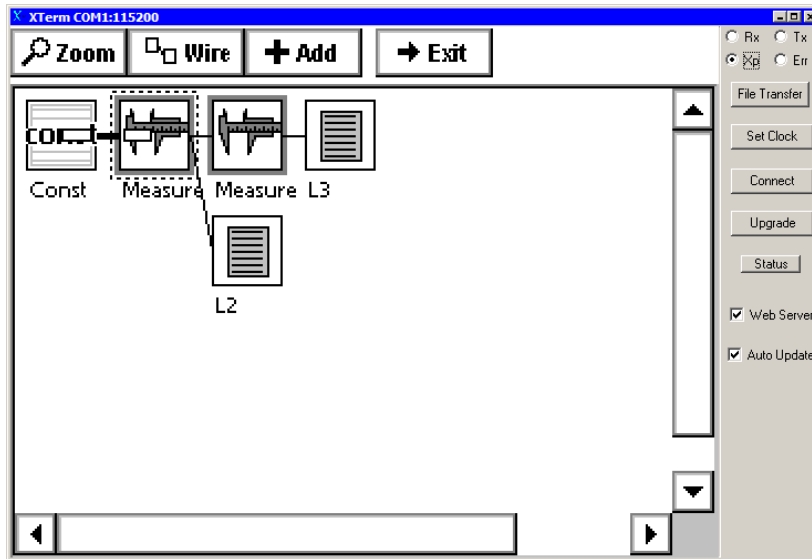 XTerm COM1:115200
Zoom Wire Add Exit
Rx Tx
Xp Err
File Transfer
Set Clock
Connect
Upgrade
Status
Web Server
Auto Update
Const Measure Measure L3
L2